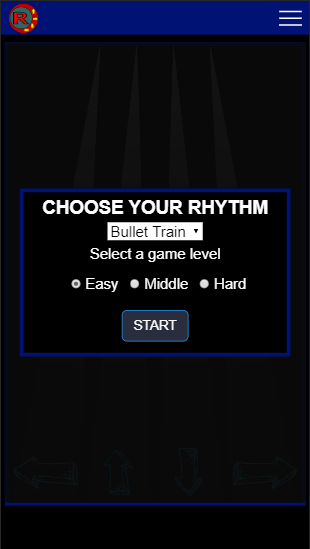 R
CHOOSE YOUR RHYTHM
Bullet Train
Select a game level
Easy Middle Hard
START